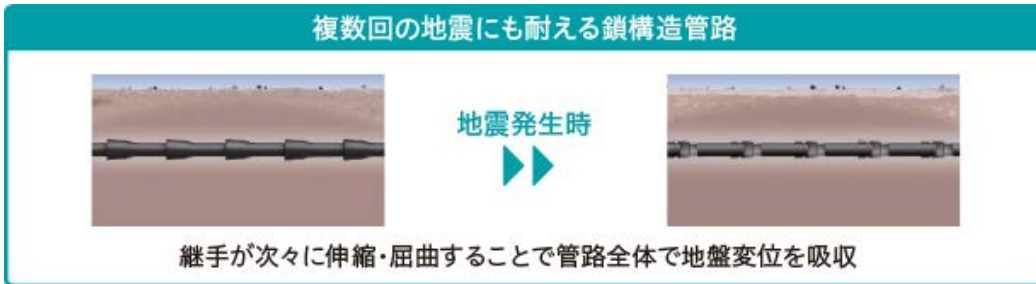 複数回の地震にも耐える鎖構造管路
地震発生時
継手が次々に伸縮・屈曲することで管路全体で地盤変位を吸収